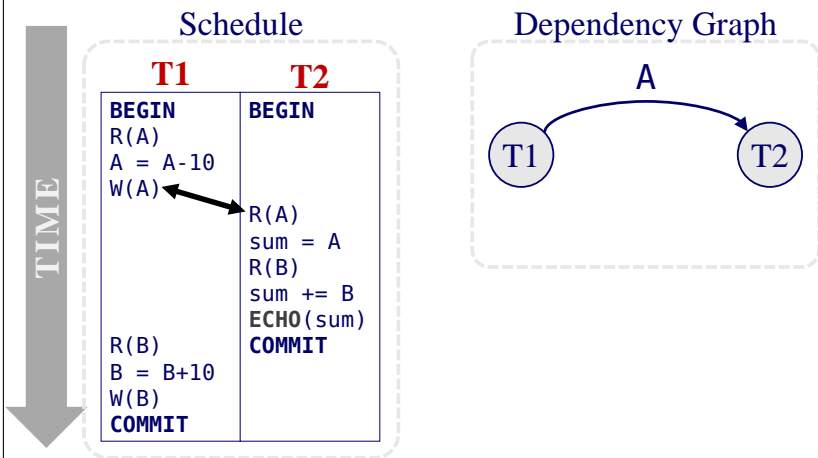 Schedule
Dependency Graph
TIME
T1 T2
BEGIN BEGIN
R(A)
A = A-10
W(A)
R(A)
sum = A
R(B)
sum += B
ECHO(sum)
R(B) COMMIT
B = B+10
W(B)
COMMIT
A
T1 T2